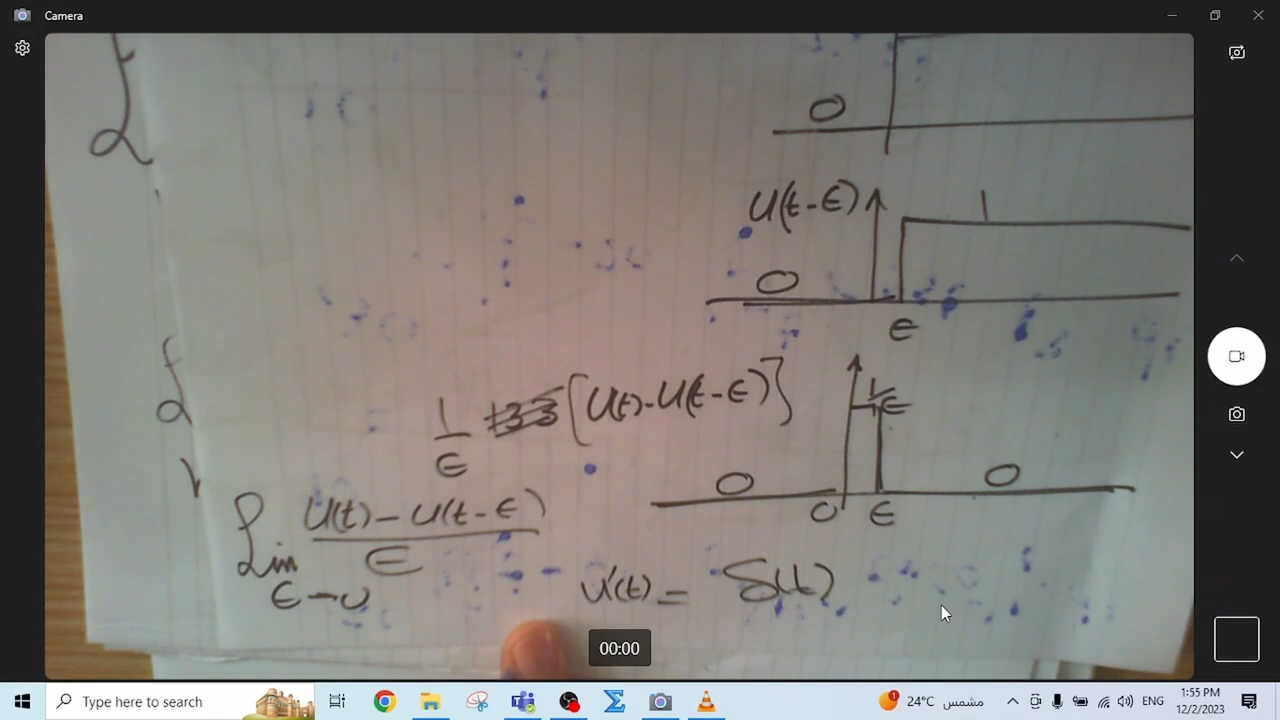 Camera
0
U(t-ϵ)
1
0
ϵ
1/ϵ [U(t)-U(t-ϵ)]
1/ϵ
0
0
0 ϵ
Lim ϵ→0 U(t)-U(t-ϵ)/ϵ
u'(t) = δ(t)
00:00
Type here to search
1
24°C مشمس
ENG
1:55 PM
12/2/2023